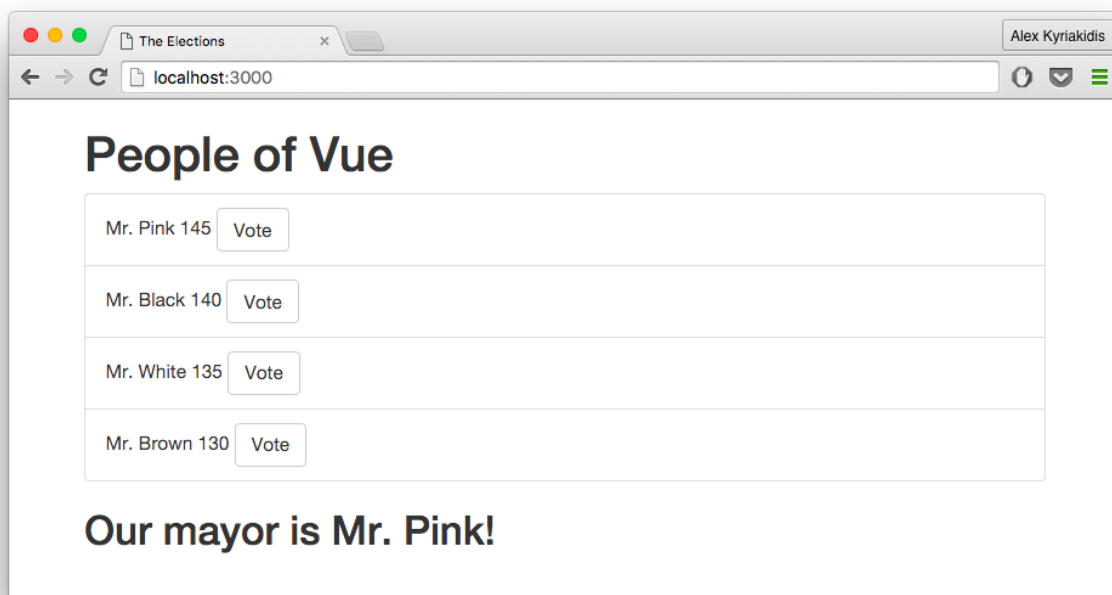 The Elections
Alex Kyriakidis
localhost:3000
People of Vue
Mr. Pink 145 Vote
Mr. Black 140 Vote
Mr. White 135 Vote
Mr. Brown 130 Vote
Our mayor is Mr. Pink!